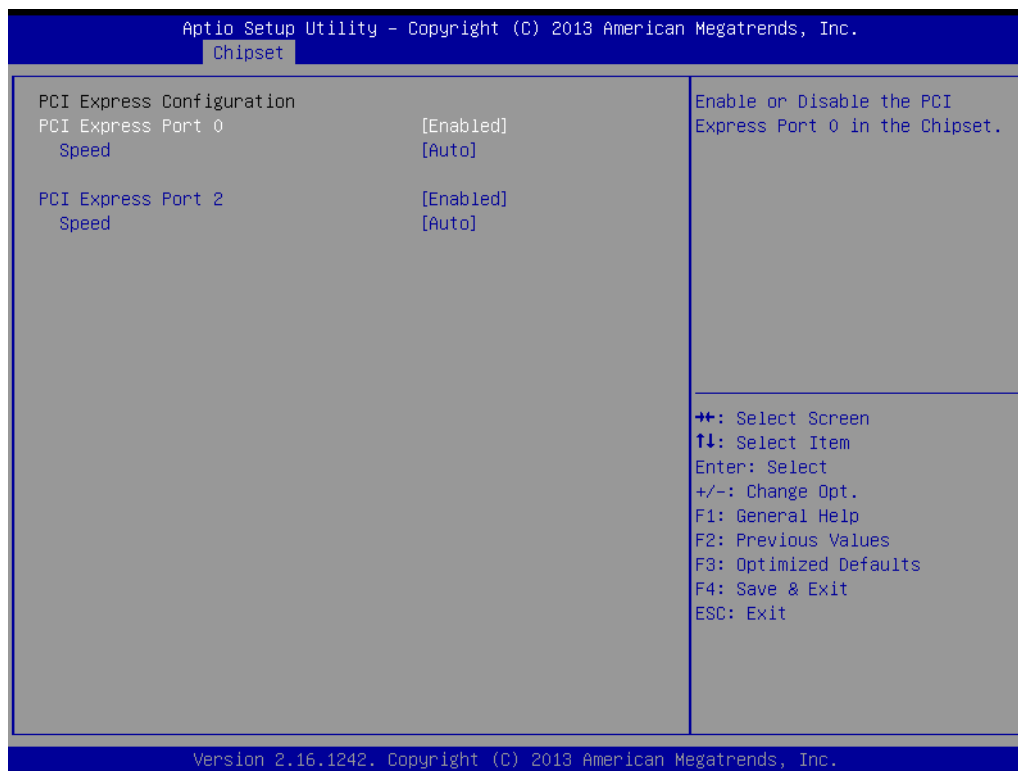 Aptio Setup Utility – Copyright (C) 2013 American Megatrends, Inc.
Chipset
PCI Express Configuration
PCI Express Port 0 [Enabled]
Speed [Auto]
PCI Express Port 2 [Enabled]
Speed [Auto]
Enable or Disable the PCI
Express Port 0 in the Chipset.
→←: Select Screen
↑↓: Select Item
Enter: Select
+/-: Change Opt.
F1: General Help
F2: Previous Values
F3: Optimized Defaults
F4: Save & Exit
ESC: Exit
Version 2.16.1242. Copyright (C) 2013 American Megatrends, Inc.